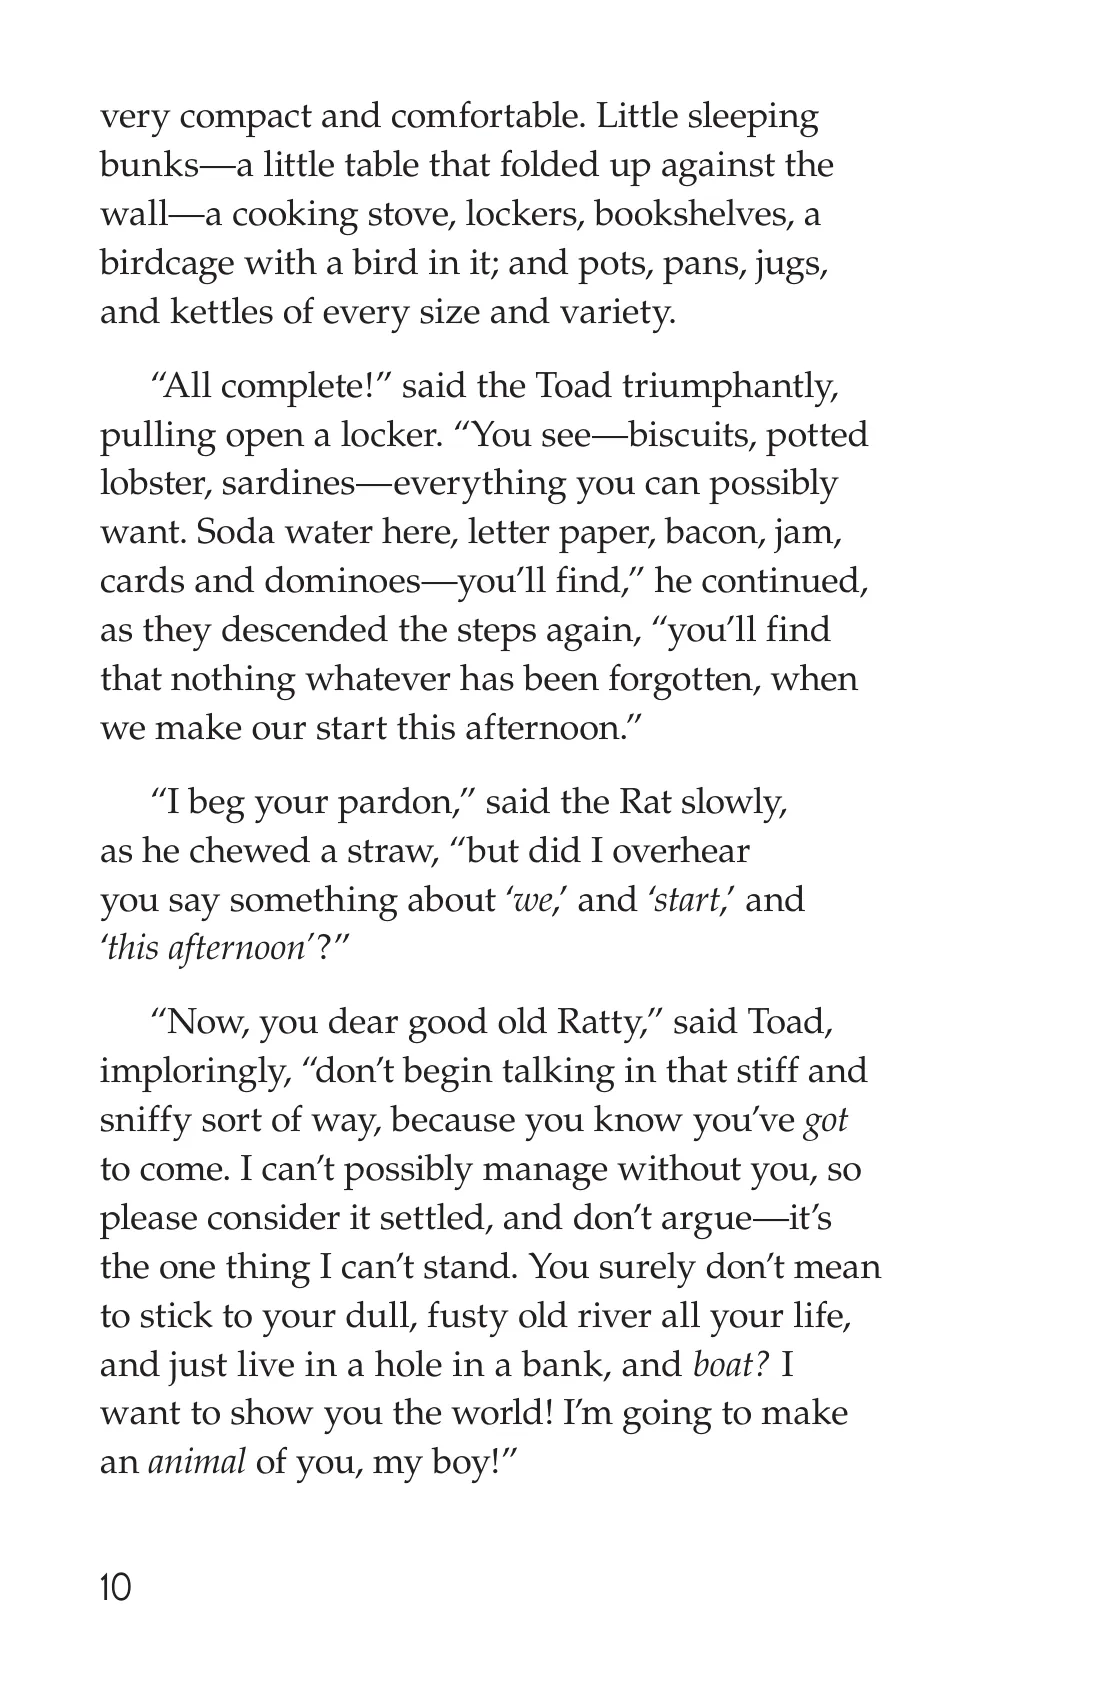 very compact and comfortable. Little sleeping
bunks—a little table that folded up against the
wall—a cooking stove, lockers, bookshelves, a
birdcage with a bird in it; and pots, pans, jugs,
and kettles of every size and variety.
“All complete!” said the Toad triumphantly,
pulling open a locker. “You see—biscuits, potted
lobster, sardines—everything you can possibly
want. Soda water here, letter paper, bacon, jam,
cards and dominoes—you’ll find,” he continued,
as they descended the steps again, “you’ll find
that nothing whatever has been forgotten, when
we make our start this afternoon.”
“I beg your pardon,” said the Rat slowly,
as he chewed a straw, “but did I overhear
you say something about ‘we,’ and ‘start,’ and
‘this afternoon’?”
“Now, you dear good old Ratty,” said Toad,
imploringly, “don’t begin talking in that stiff and
sniffy sort of way, because you know you’ve got
to come. I can’t possibly manage without you, so
please consider it settled, and don’t argue—it’s
the one thing I can’t stand. You surely don’t mean
to stick to your dull, fusty old river all your life,
and just live in a hole in a bank, and boat? I
want to show you the world! I’m going to make
an animal of you, my boy!”
10